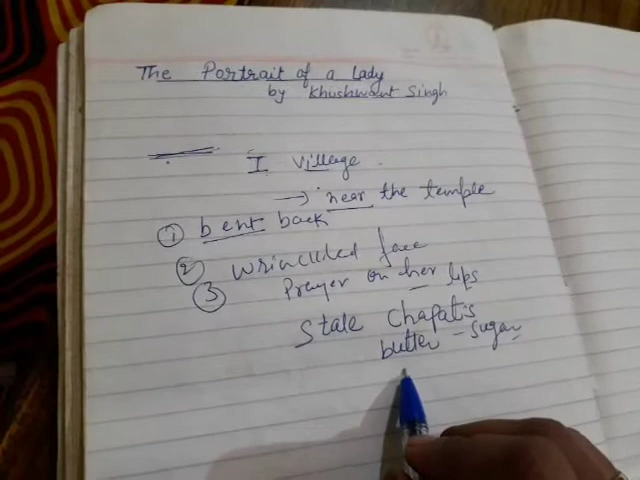 The Portrait of a Lady
by Khushwant Singh
I village.
→ near the temple
① bent back
② wrinculed face
③ Prayer on her lips
Stale Chapatis
butter - sugar